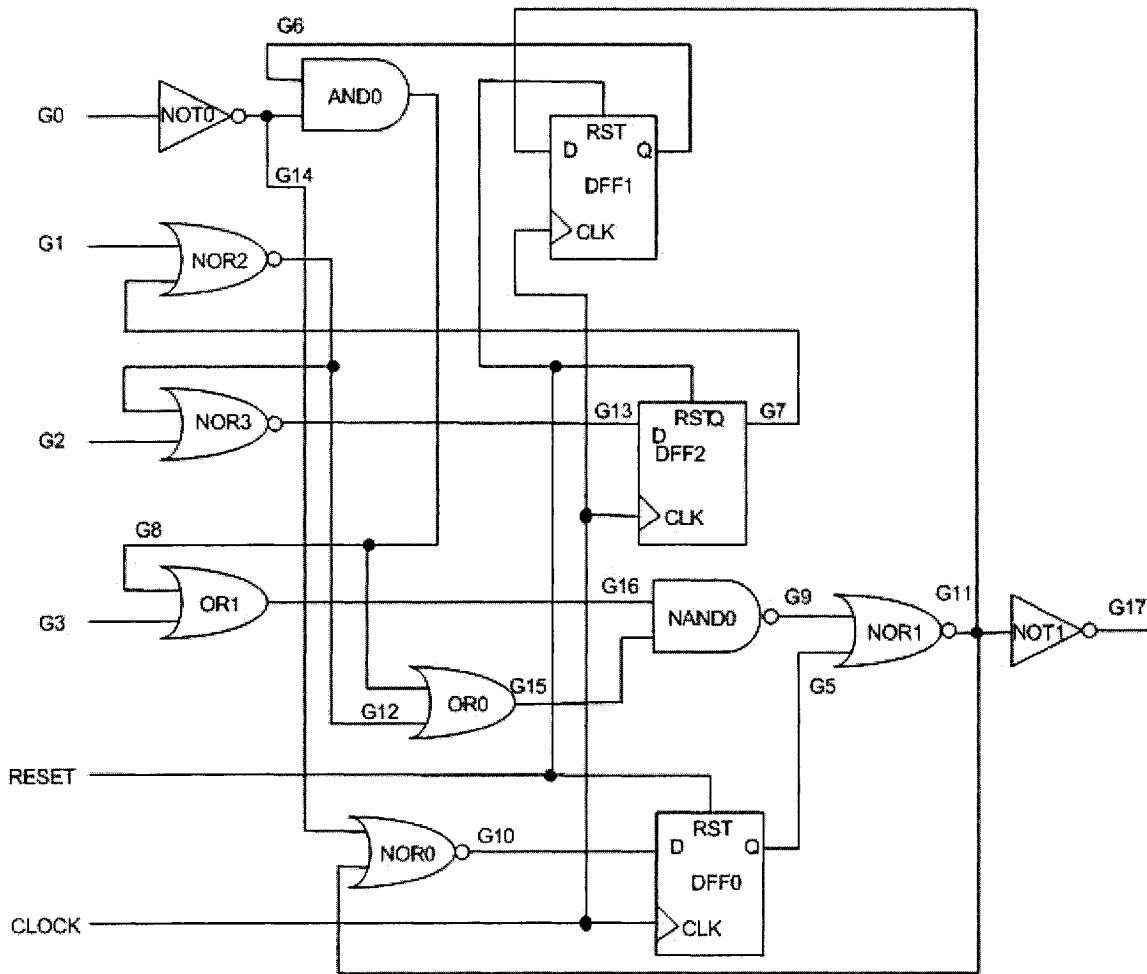 G6
G0
NOT0
AND0
G14
RST
D
Q
DFF1
CLK
G1
NOR2
G2
NOR3
G13
RSTQ
G7
D
DFF2
CLK
G8
G3
OR1
G16
NAND0
G9
NOR1
G11
NOT1
G17
G12
OR0
G15
G5
RESET
NOR0
G10
RST
D
Q
DFF0
CLK
CLOCK